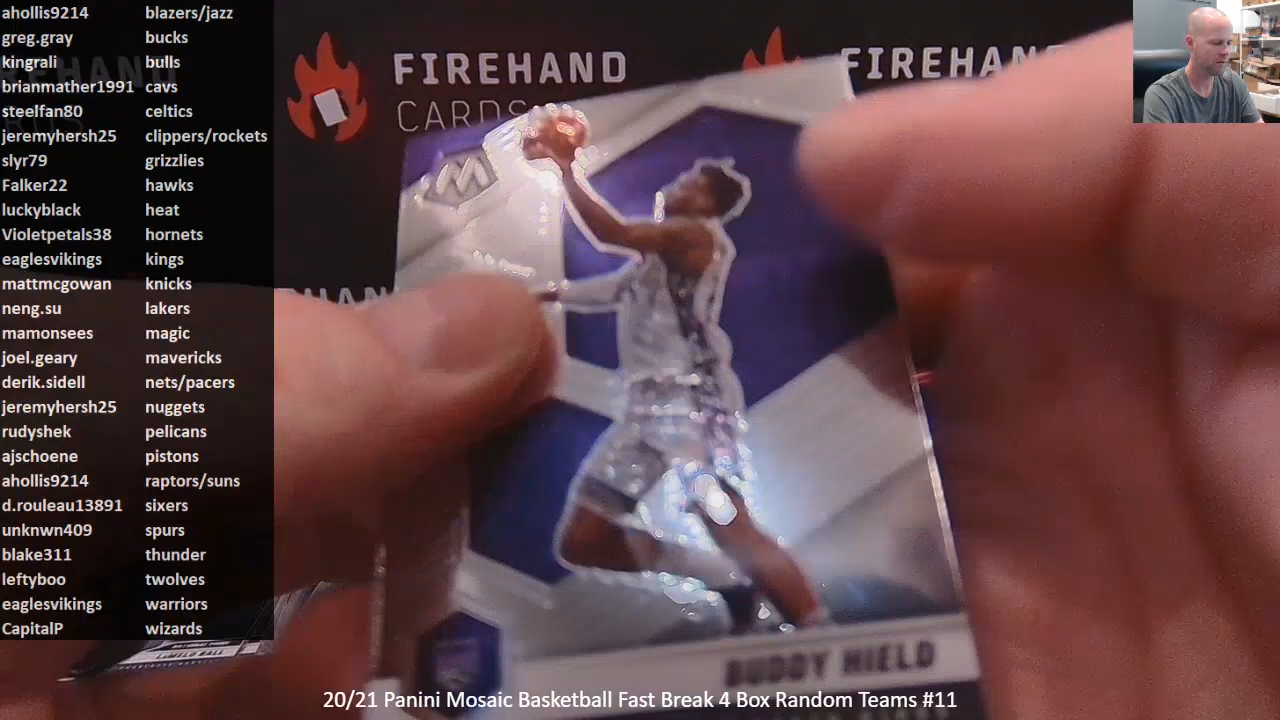 ahollis9214 blazers/jazz
greg.gray bucks
kingrali bulls
brianmather1991 cavs
steelfan80 celtics
jeremyhersh25 clippers/rockets
slyr79 grizzlies
Falker22 hawks
luckyblack heat
Violetpetals38 hornets
eaglesvikings kings
mattmcgowan knicks
neng.su lakers
mamonsees magic
joel.geary mavericks
derik.sidell nets/pacers
jeremyhersh25 nuggets
rudyshek pelicans
ajschoene pistons
ahollis9214 raptors/suns
d.rouleau13891 sixers
unknwn409 spurs
blake311 thunder
leftyboo twolves
eaglesvikings warriors
CapitalP wizards
FIREHAND
CARDS
FIREHAN
HAN
M
BUDDY HIELD
LAMELO BALL
20/21 Panini Mosaic Basketball Fast Break 4 Box Random Teams #11